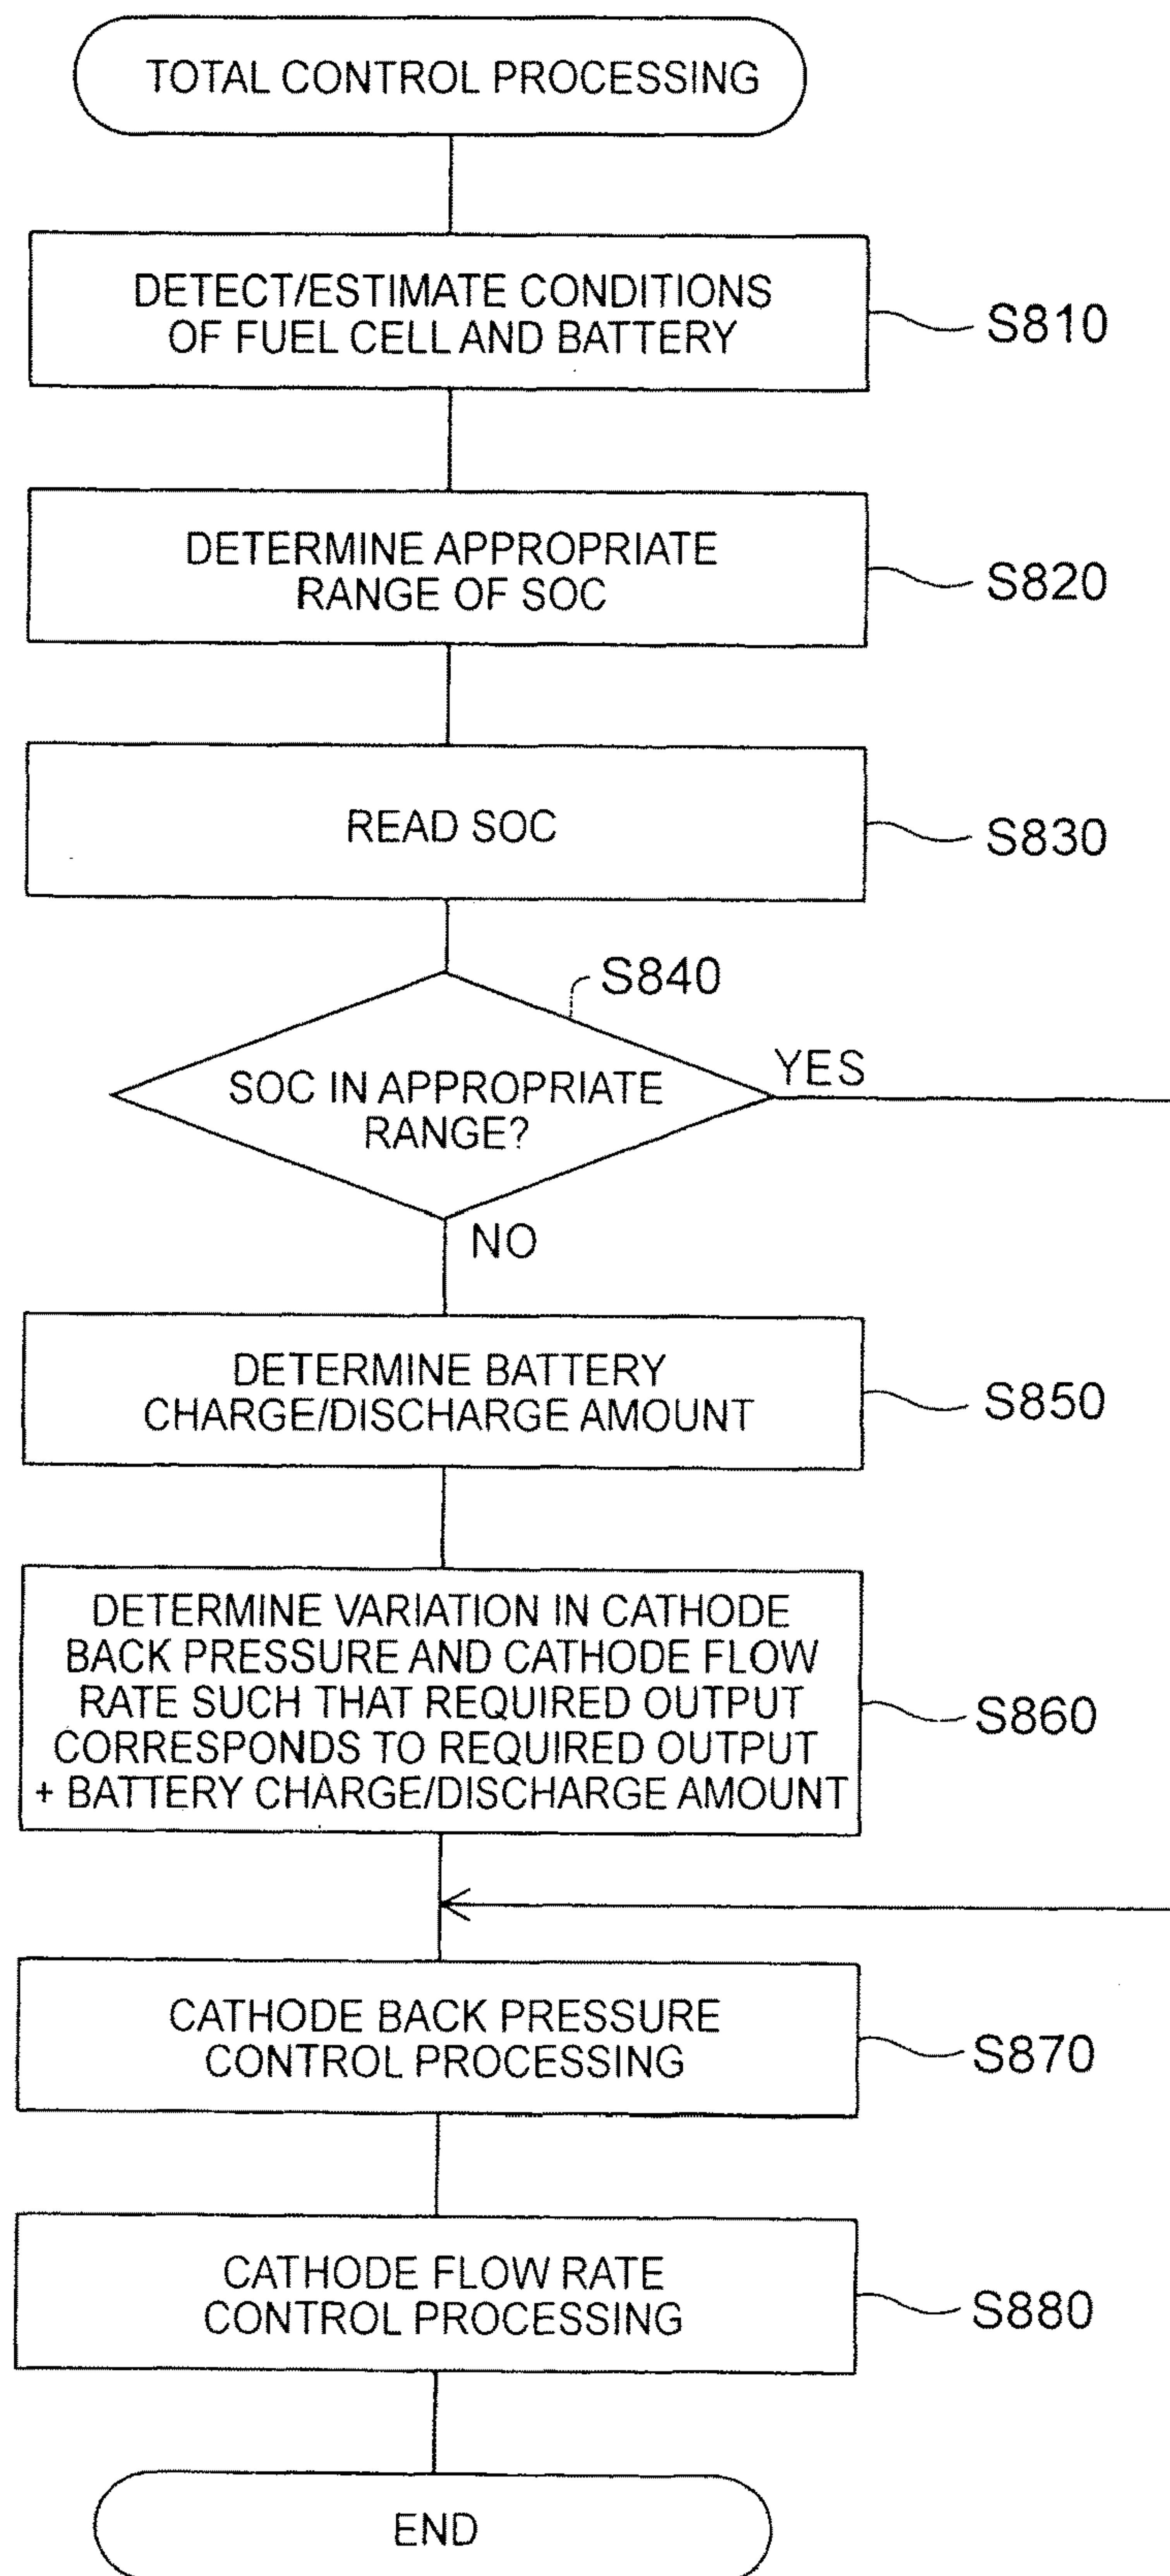 TOTAL CONTROL PROCESSING
DETECT/ESTIMATE CONDITIONS
OF FUEL CELL AND BATTERY
S810
DETERMINE APPROPRIATE
RANGE OF SOC
S820
READ SOC
S830
S840
SOC IN APPROPRIATE
RANGE?
YES
NO
DETERMINE BATTERY
CHARGE/DISCHARGE AMOUNT
S850
DETERMINE VARIATION IN CATHODE
BACK PRESSURE AND CATHODE FLOW
RATE SUCH THAT REQUIRED OUTPUT
CORRESPONDS TO REQUIRED OUTPUT
+ BATTERY CHARGE/DISCHARGE AMOUNT
S860
CATHODE BACK PRESSURE
CONTROL PROCESSING
S870
CATHODE FLOW RATE
CONTROL PROCESSING
S880
END